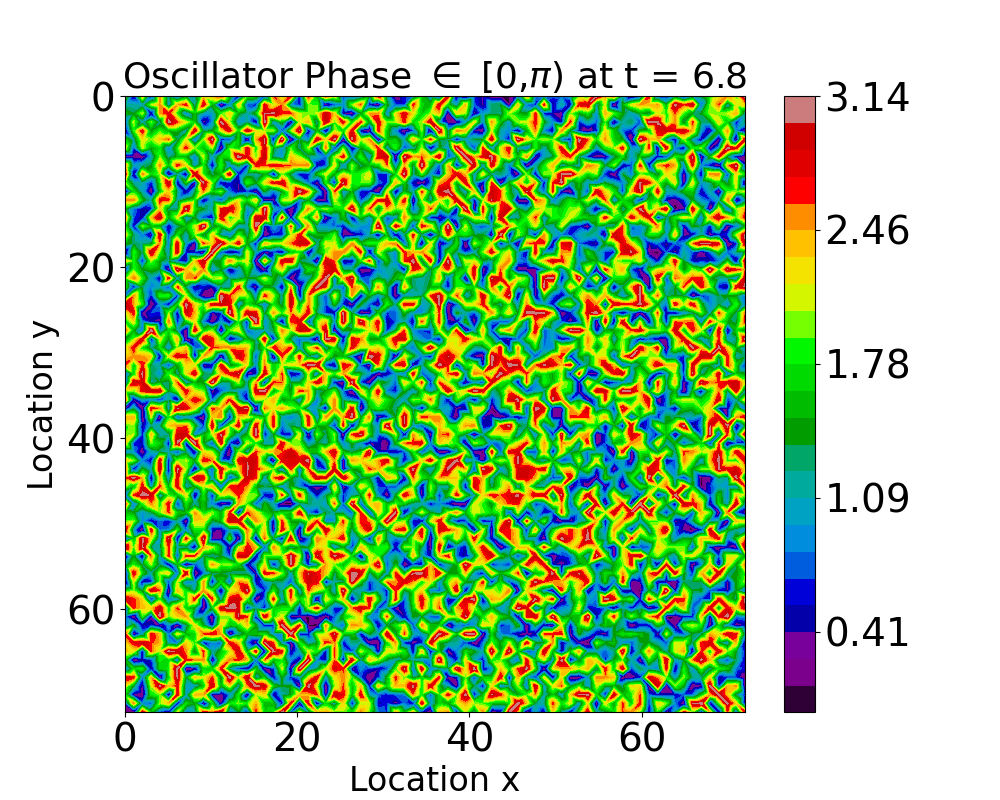 Oscillator Phase ∈ [0,π) at t = 6.8
0
20
40
60
Location y
0 20 40 60
Location x
3.14
2.46
1.78
1.09
0.41